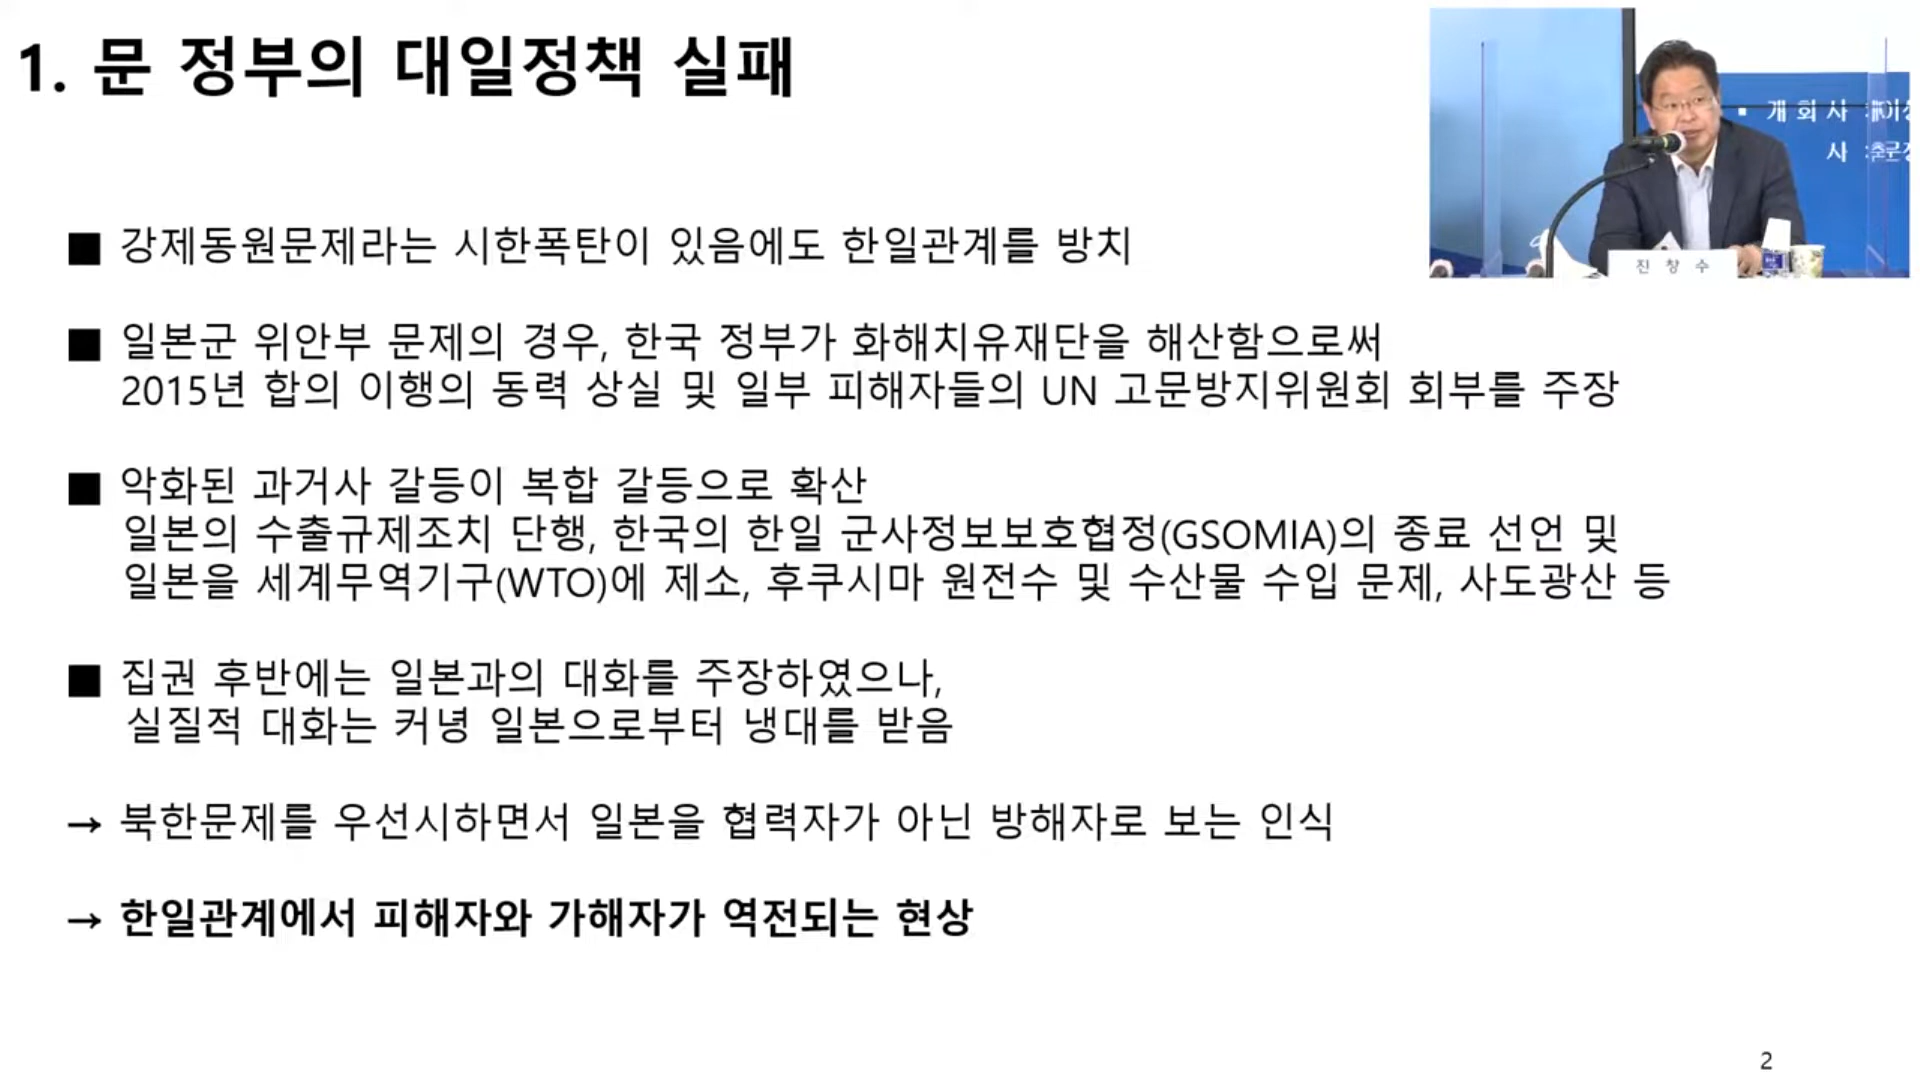 1. 문 정부의 대일정책 실패
■ 강제동원문제라는 시한폭탄이 있음에도 한일관계를 방치
■ 일본군 위안부 문제의 경우, 한국 정부가 화해치유재단을 해산함으로써
2015년 합의 이행의 동력 상실 및 일부 피해자들의 UN 고문방지위원회 회부를 주장
■ 악화된 과거사 갈등이 복합 갈등으로 확산
일본의 수출규제조치 단행, 한국의 한일 군사정보보호협정(GSOMIA)의 종료 선언 및
일본을 세계무역기구(WTO)에 제소, 후쿠시마 원전수 및 수산물 수입 문제, 사도광산 등
■ 집권 후반에는 일본과의 대화를 주장하였으나,
실질적 대화는 커녕 일본으로부터 냉대를 받음
→ 북한문제를 우선시하면서 일본을 협력자가 아닌 방해자로 보는 인식
→ 한일관계에서 피해자와 가해자가 역전되는 현상
▪ 개 회 사 :
사 :
진 창 수
2